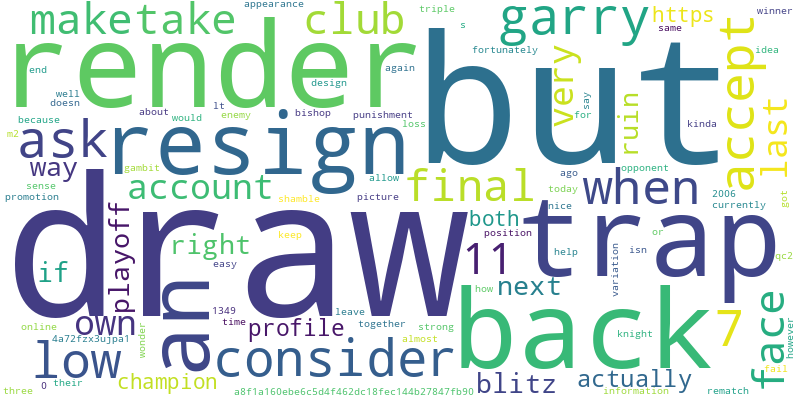 appearance
triple
s
winner
maketake
club
garry
https
same
render
but
fortunately
very
accept
idea
end
again
well
doesn
design
because
about
would
lt
enemy
bishop
punishment
loss
for
say
ruin
kinda
last
m2
ask
resign
way
gambit
opponent
sense
account
allow
final
ago
when
today
2006
currently
got
promotion
shamble
picture
nice
draw
trap
both
position
or
right
keep
playoff
11
help
variation
isn
qc2
if
easy
how
next
leave
back
an
1349
time
profile
together
strong
almost
own
online
4a72fzx3ujpa1
wonder
knight
7
face
however
low
consider
fail
three
0
their
champion
a8f1a160ebe6c5d4f462dc18fec144b27847fb90
blitz
actually
information
rematch